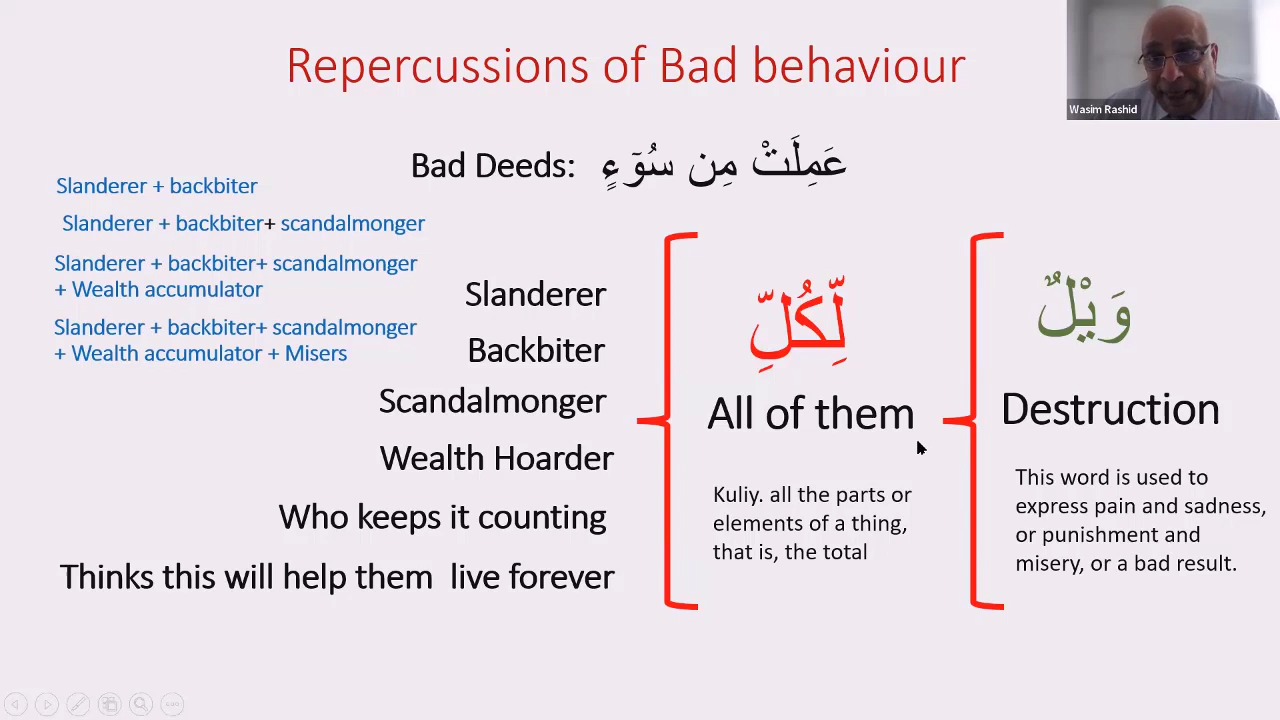 Repercussions of Bad behaviour
Wasim Rashid
Bad Deeds: عَمِلَتْ مِن سُوٓءٍ
Slanderer + backbiter
Slanderer + backbiter+ scandalmonger
Slanderer + backbiter+ scandalmonger
+ Wealth accumulator
Slanderer + backbiter+ scandalmonger
+ Wealth accumulator + Misers
وَيْلٌ
Destruction
This word is used to
express pain and sadness,
or punishment and
misery, or a bad result.
لِّكُلِّ
All of them
Kuliy. all the parts or
elements of a thing,
that is, the total
Slanderer
Backbiter
Scandalmonger
Wealth Hoarder
Who keeps it counting
Thinks this will help them live forever